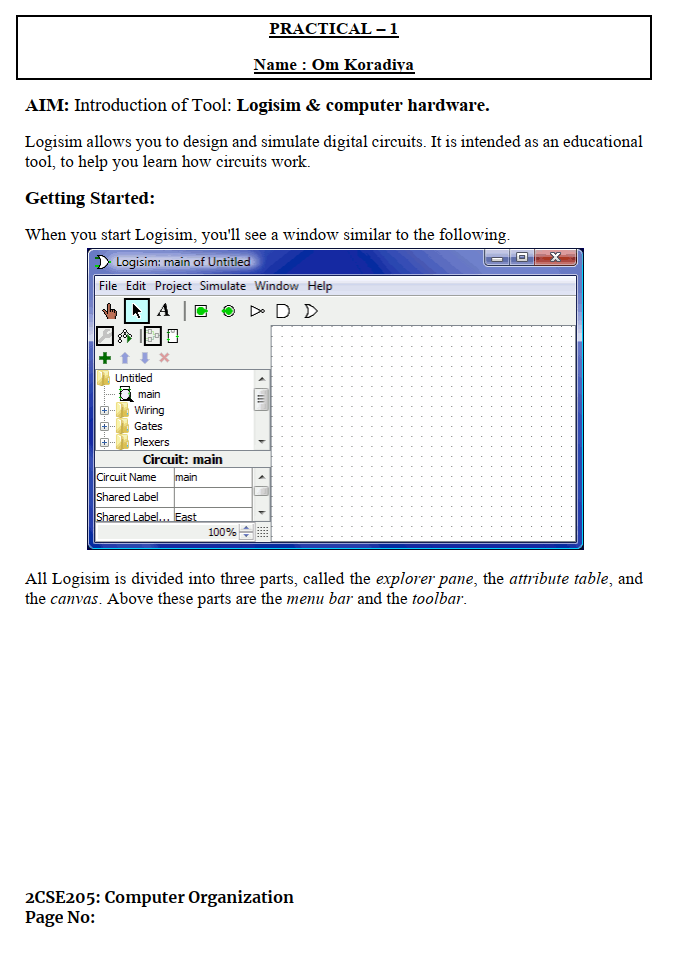 PRACTICAL – 1
Name : Om Koradiya
AIM: Introduction of Tool: Logisim & computer hardware.
Logisim allows you to design and simulate digital circuits. It is intended as an educational
tool, to help you learn how circuits work.
Getting Started:
When you start Logisim, you'll see a window similar to the following.
Logisim: main of Untitled
File Edit Project Simulate Window Help
A
Untitled
main
Wiring
Gates
Plexers
Circuit: main
Circuit Name main
Shared Label
Shared Label... East
100%
All Logisim is divided into three parts, called the explorer pane, the attribute table, and
the canvas. Above these parts are the menu bar and the toolbar.
2CSE205: Computer Organization
Page No: